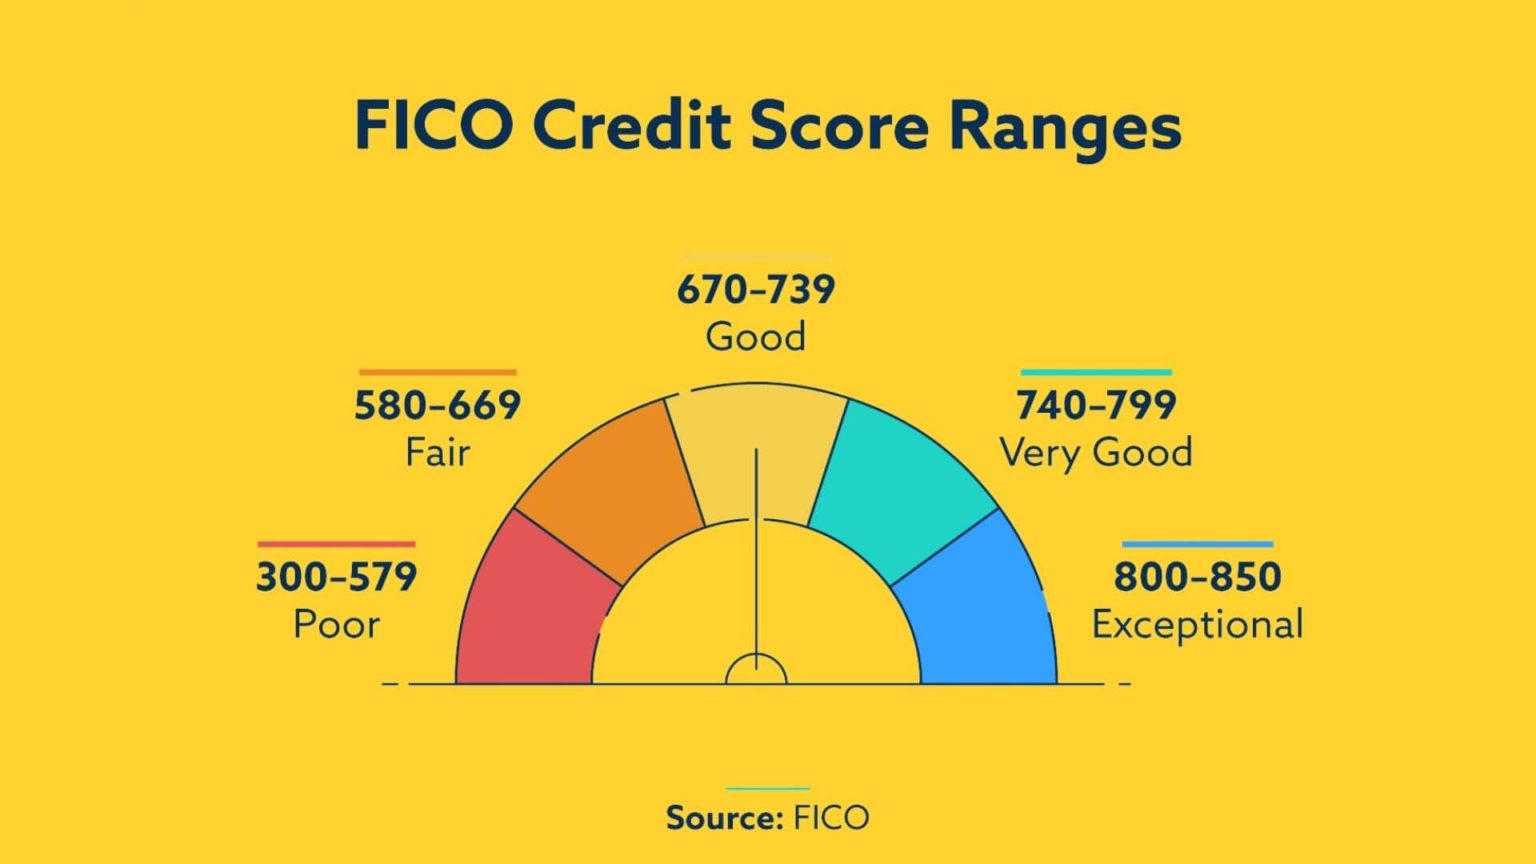 FICO Credit Score Ranges
670–739
Good
580–669
Fair
740–799
Very Good
300–579
Poor
800–850
Exceptional
Source: FICO